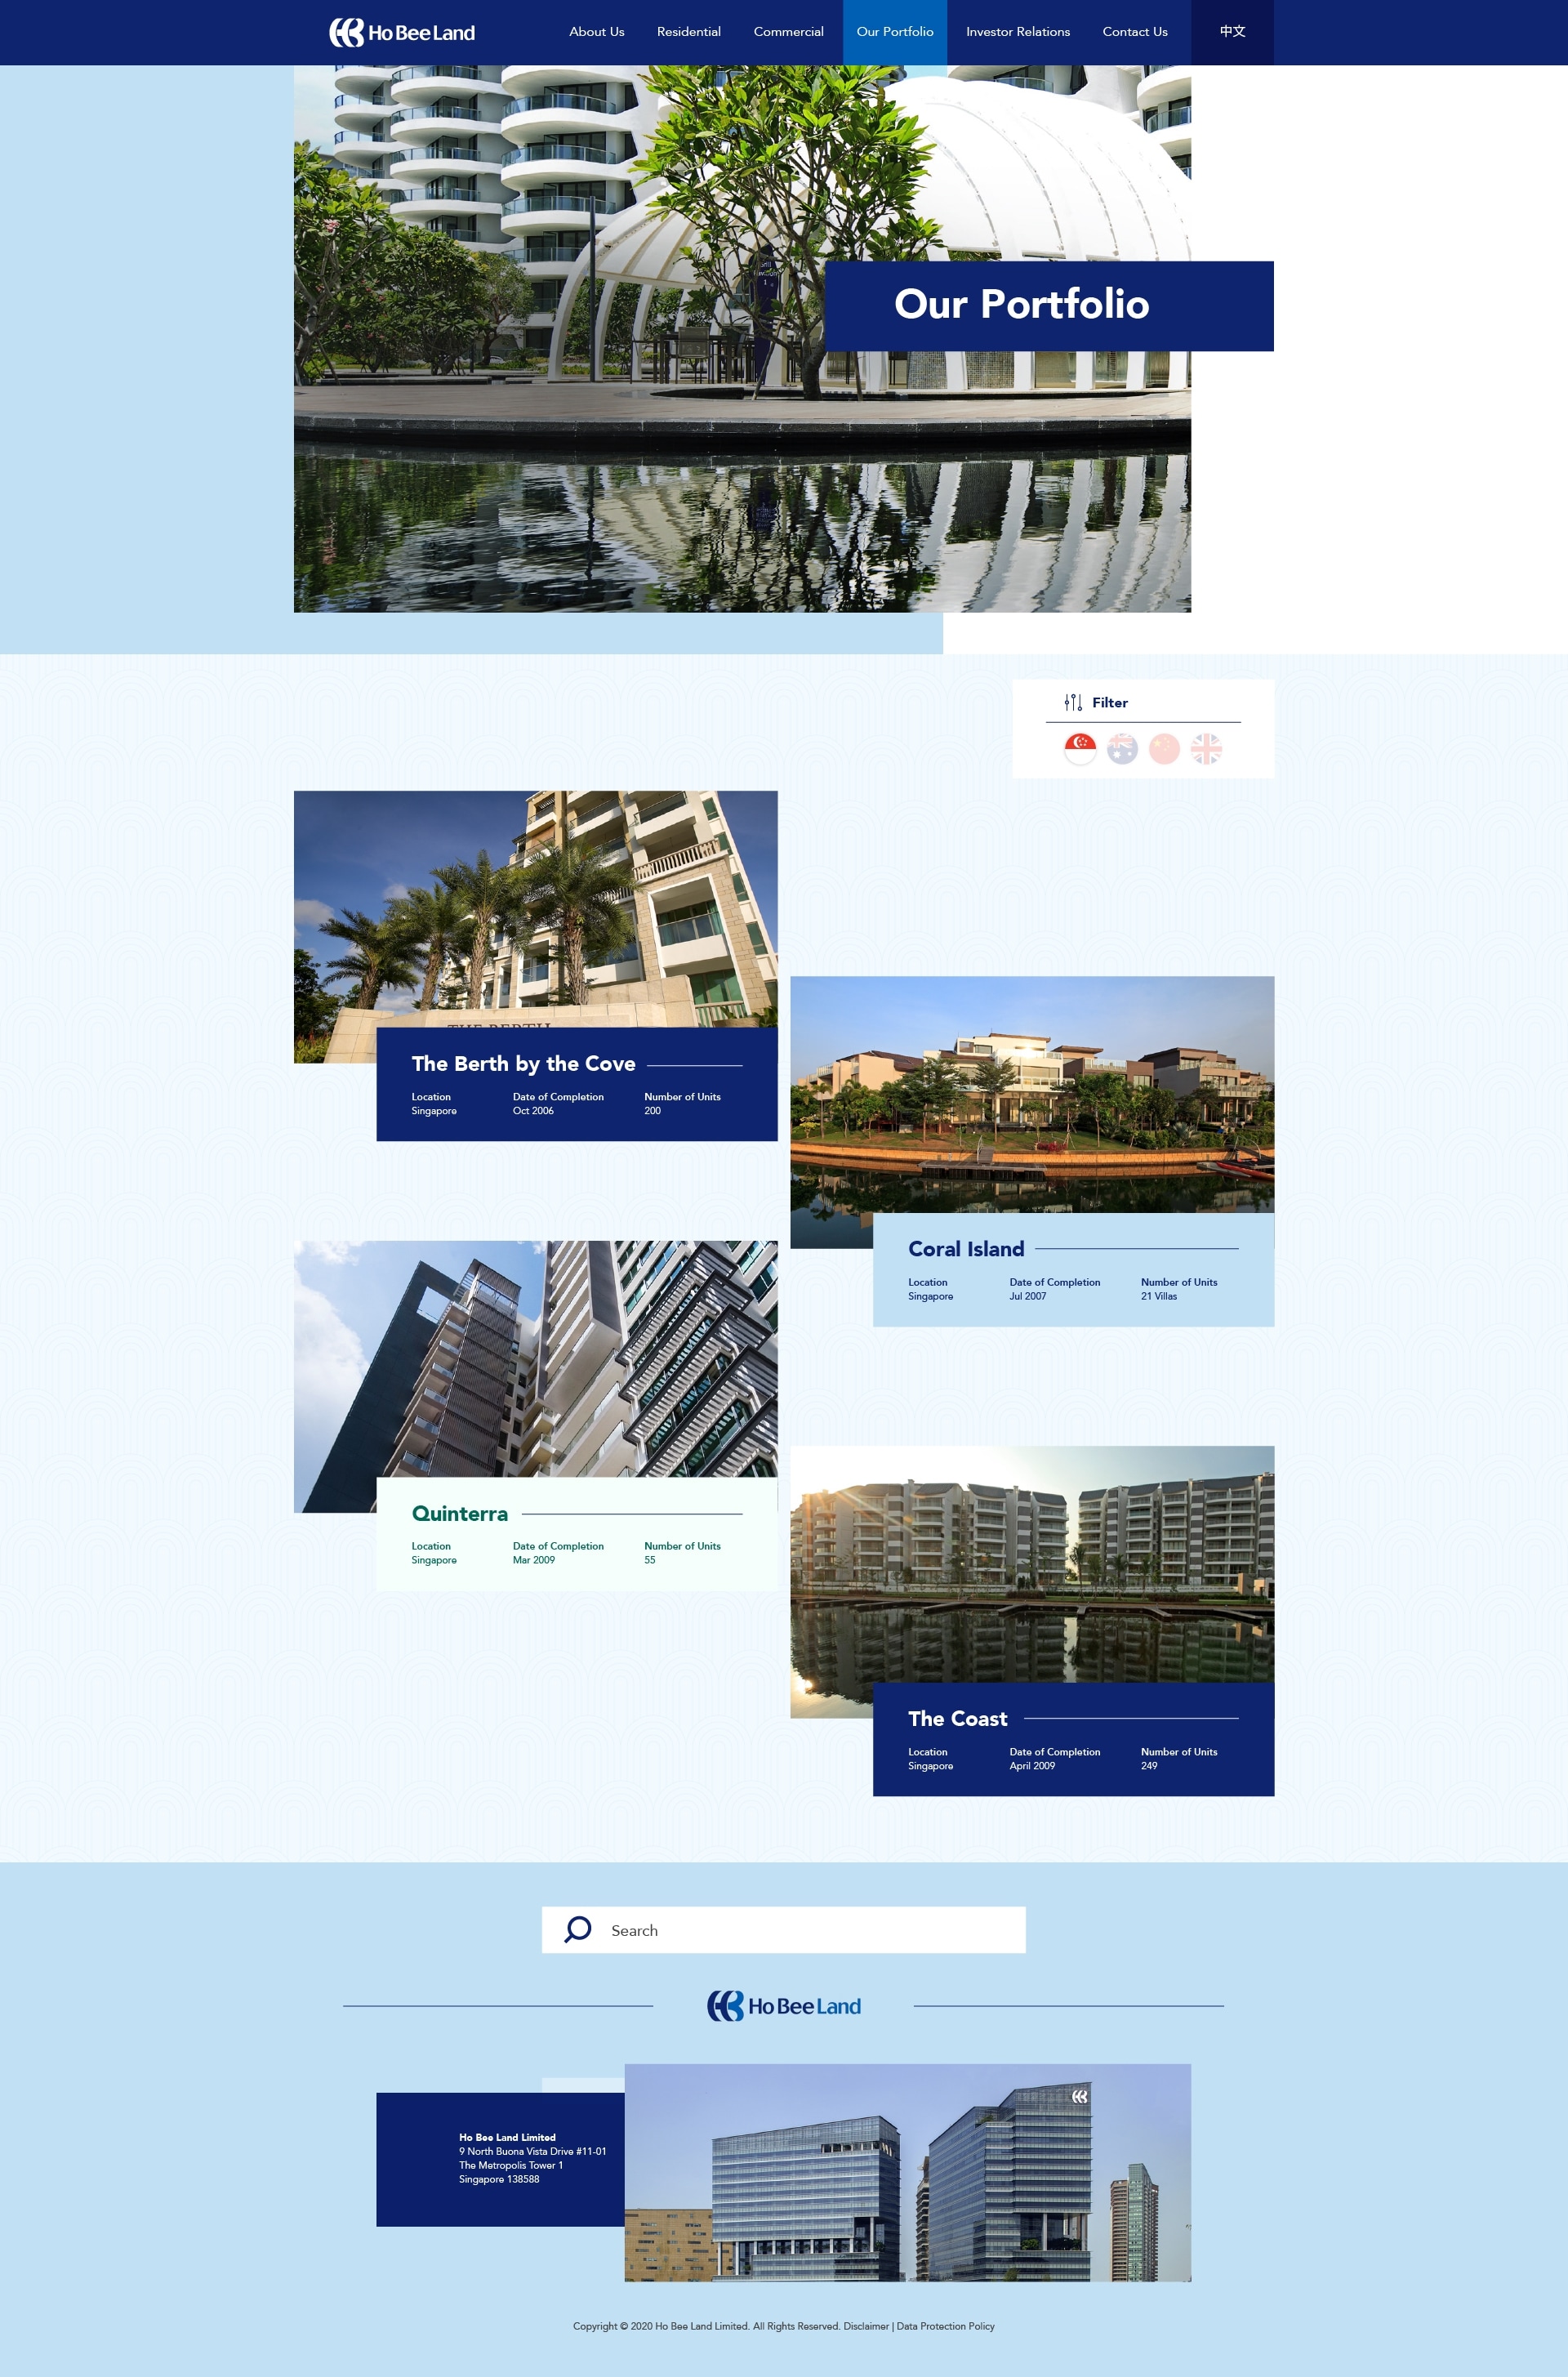 Ho Bee Land
About Us
Residential
Commercial
Our Portfolio
Investor Relations
Contact Us
中文
Our Portfolio
Filter
THE BERTH
The Berth by the Cove
Location
Date of Completion
Number of Units
Singapore
Oct 2006
200
Coral Island
Location
Date of Completion
Number of Units
Singapore
Jul 2007
21 Villas
Quinterra
Location
Date of Completion
Number of Units
Singapore
Mar 2009
55
The Coast
Location
Date of Completion
Number of Units
Singapore
April 2009
249
Search
Ho Bee Land
Ho Bee Land Limited
9 North Buona Vista Drive #11-01
The Metropolis Tower 1
Singapore 138588
Copyright © 2020 Ho Bee Land Limited. All Rights Reserved. Disclaimer | Data Protection Policy